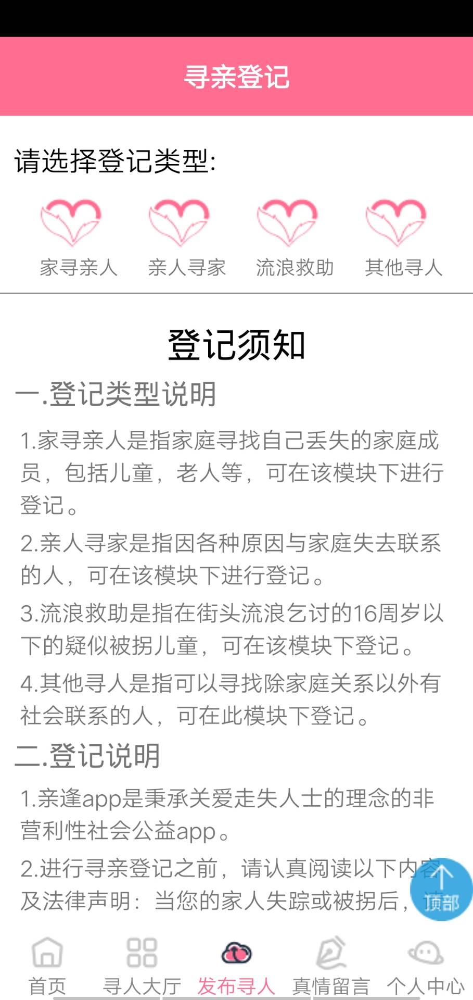 寻亲登记
请选择登记类型:
家寻亲人 亲人寻家 流浪救助 其他寻人
登记须知
一.登记类型说明
1.家寻亲人是指家庭寻找自己丢失的家庭成
员，包括儿童，老人等，可在该模块下进行
登记。
2.亲人寻家是指因各种原因与家庭失去联系
的人，可在该模块下进行登记。
3.流浪救助是指在街头流浪乞讨的16周岁以
下的疑似被拐儿童，可在该模块下登记。
4.其他寻人是指可以寻找除家庭关系以外有
社会联系的人，可在此模块下登记。
二.登记说明
1.亲逢app是秉承关爱走失人士的理念的非
营利性社会公益app。
2.进行寻亲登记之前，请认真阅读以下内容
及法律声明：当您的家人失踪或被拐后，请
顶部
首页 寻人大厅 发布寻人 真情留言 个人中心